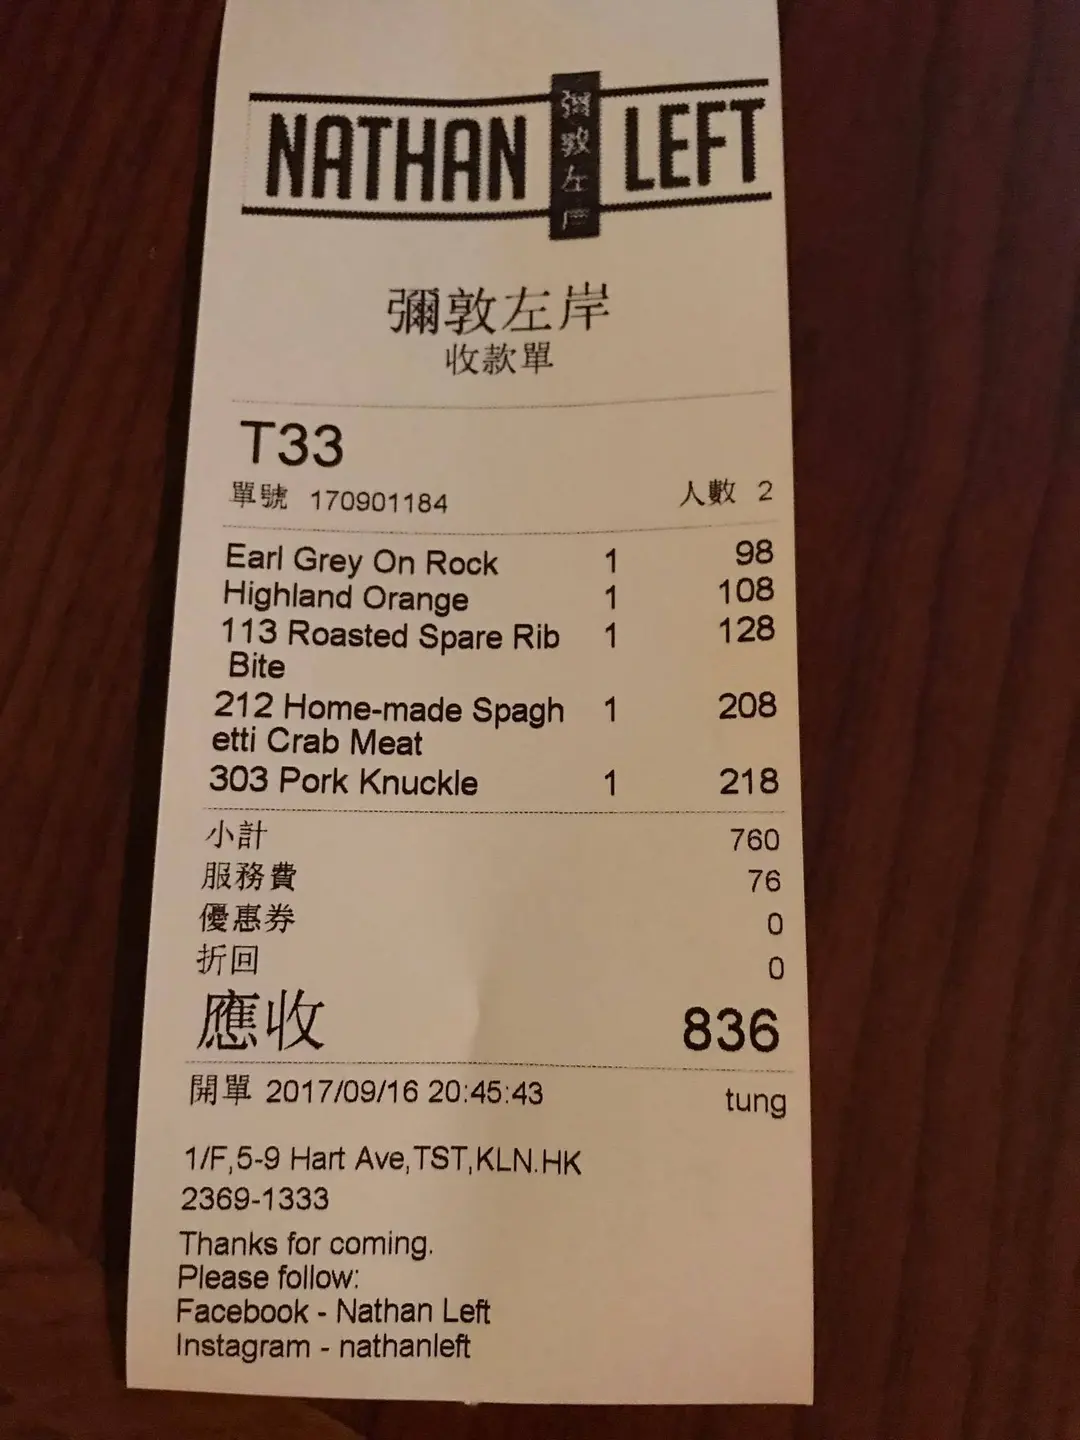 NATHAN 彌敦左岸 LEFT
彌敦左岸
收款單
T33
單號 170901184 人數 2
Earl Grey On Rock 1 98
Highland Orange 1 108
113 Roasted Spare Rib 1 128
Bite
212 Home-made Spagh 1 208
etti Crab Meat
303 Pork Knuckle 1 218
小計 760
服務費 76
優惠券 0
折回 0
應收 836
開單 2017/09/16 20:45:43 tung
1/F,5-9 Hart Ave,TST,KLN.HK
2369-1333
Thanks for coming.
Please follow:
Facebook - Nathan Left
Instagram - nathanleft